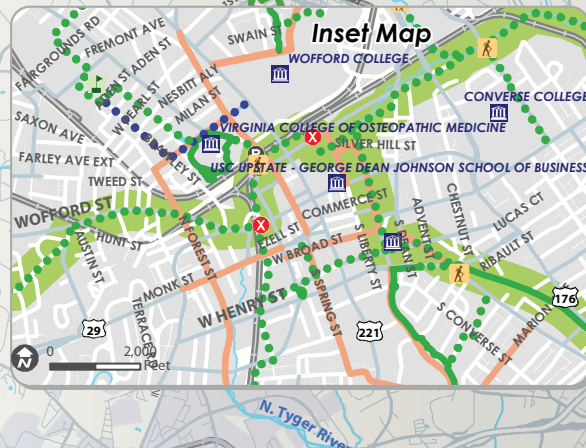 Inset Map
FAIRGROUNDS RD
FREMONT AVE
SWAIN ST
WOFFORD COLLEGE
ADEN ST
ADEN ST
W PEARL ST
NESBITT ALY
MILAN ST
CONVERSE COLLEGE
SAXON AVE
VIRGINIA COLLEGE OF OSTEOPATHIC MEDICINE
SILVER HILL ST
FARLEY AVE EXT
USC UPSTATE - GEORGE DEAN JOHNSON SCHOOL OF BUSINESS
TWEED ST
WOFFORD ST
COMMERCE ST
CHESTNUT ST
LUCAS CT
ADVENT ST
HUNT ST
AUSTIN ST
N FOREST ST
EZELL ST
W BROAD ST
S LIBERTY ST
RIBAULT ST
MONK ST
W HENRY ST
S SPRING ST
S CONVERSE ST
MARION
176
29
221
TERRACE
N
0 2,000
Feet
N. Tyger River